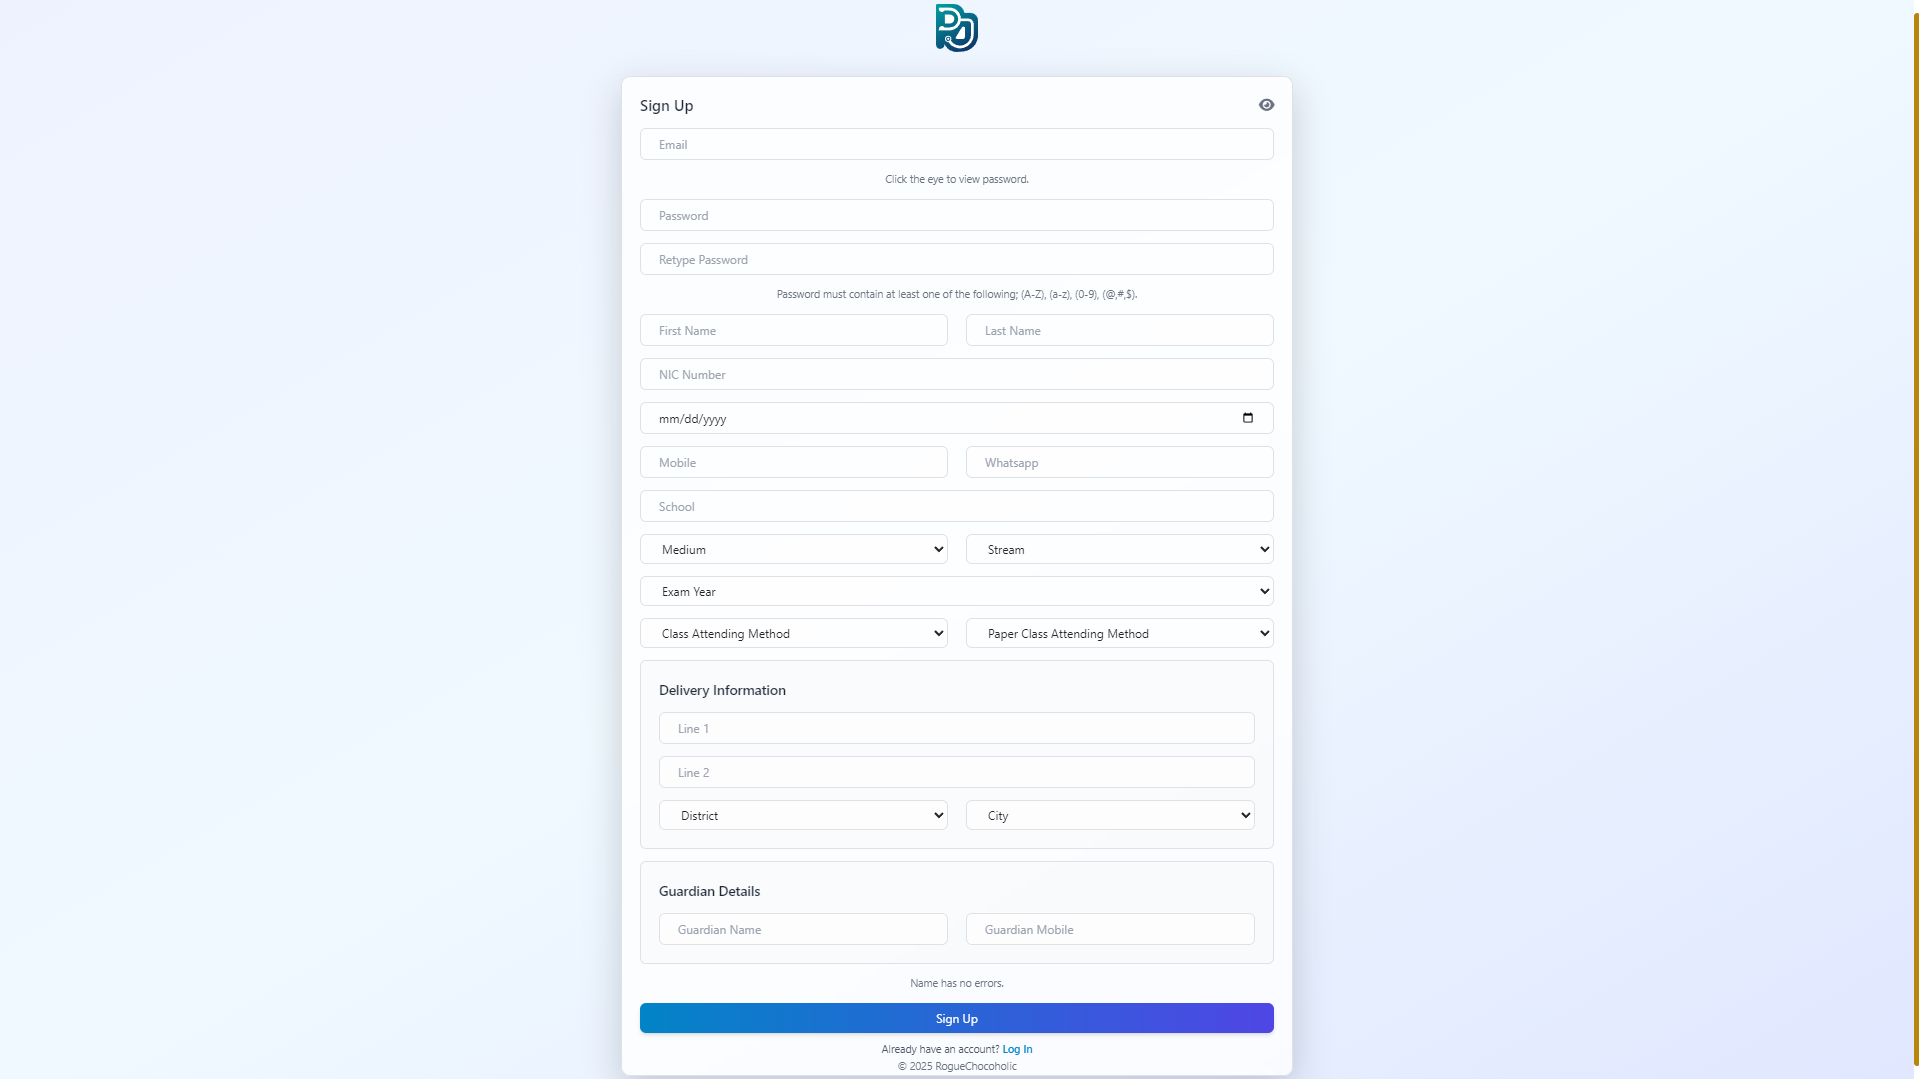 Sign Up
Email
Click the eye to view password.
Password
Retype Password
Password must contain at least one of the following; (A-Z), (a-z), (0-9), (@,#,$).
First Name Last Name
NIC Number
mm/dd/yyyy
Mobile Whatsapp
School
Medium Stream
Exam Year
Class Attending Method Paper Class Attending Method
Delivery Information
Line 1
Line 2
District City
Guardian Details
Guardian Name Guardian Mobile
Name has no errors.
Sign Up
Already have an account? Log In
© 2025 RogueChocoholic